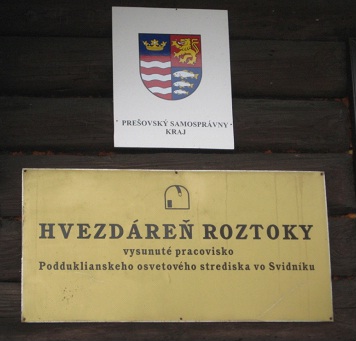 PREŠOVSKÝ SAMOSPRÁVNY
KRAJ
HVEZDÁREŇ ROZTOKY
vysunuté pracovisko
Podduklianskeho osvetového strediska vo Svidníku